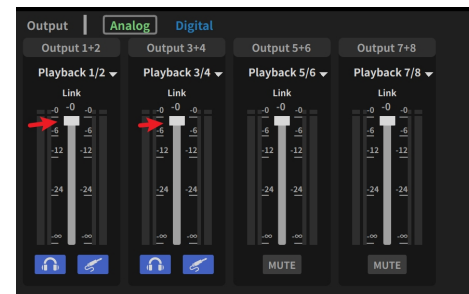 Output Analog Digital
Output 1+2 Output 3+4 Output 5+6 Output 7+8
Playback 1/2 Playback 3/4 Playback 5/6 Playback 7/8
Link Link Link Link
-0 -0 -0 -0 -0 -0 -0 -0 -0 -0 -0 -0
-6 -6 -6 -6 -6 -6 -6 -6
-12 -12 -12 -12 -12 -12 -12 -12
-24 -24 -24 -24 -24 -24 -24 -24
-∞ -∞ -∞ -∞ -∞ -∞ -∞ -∞
MUTE MUTE